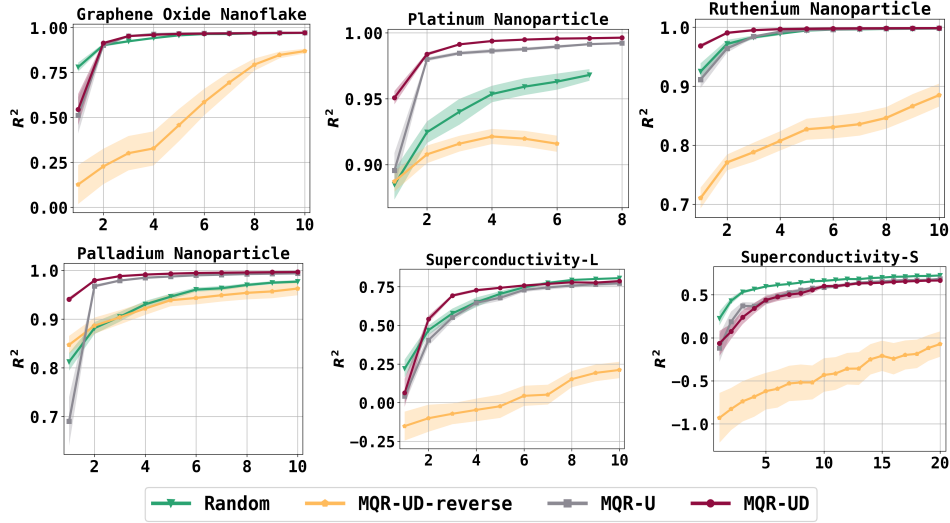 Graphene Oxide Nanoflake
R²
1.00
0.75
0.50
0.25
0.00
2 4 6 8 10
Platinum Nanoparticle
R²
1.00
0.95
0.90
2 4 6 8
Ruthenium Nanoparticle
R²
1.0
0.9
0.8
0.7
2 4 6 8 10
Palladium Nanoparticle
R²
1.0
0.9
0.8
0.7
2 4 6 8 10
Superconductivity-L
R²
0.75
0.50
0.25
0.00
−0.25
2 4 6 8 10
Superconductivity-S
R²
0.5
0.0
−0.5
−1.0
5 10 15 20
Random MQR-UD-reverse MQR-U MQR-UD